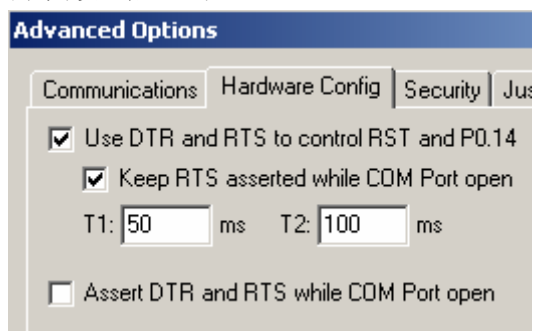 Advanced Options
Communications Hardware Config Security
Use DTR and RTS to control RST and P0.14
Keep RTS asserted while COM Port open
T1: 50 ms T2: 100 ms
Assert DTR and RTS while COM Port open